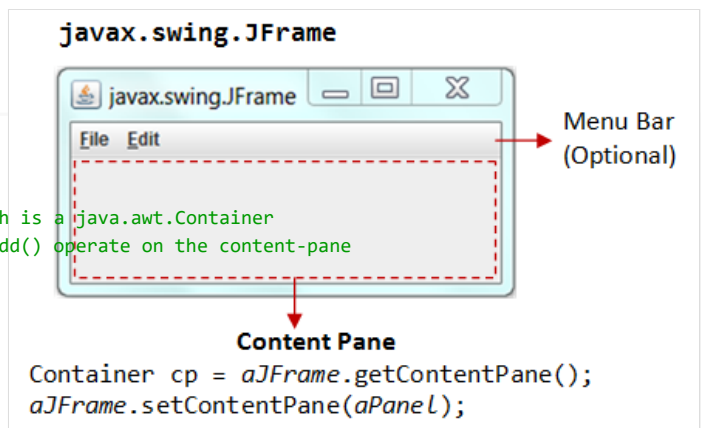 javax.swing.JFrame
javax.swing.JFrame
File Edit
Menu Bar
(Optional)
h is a java.awt.Container
dd() operate on the content-pane
Content Pane
Container cp = aJFrame.getContentPane();
aJFrame.setContentPane(aPanel);